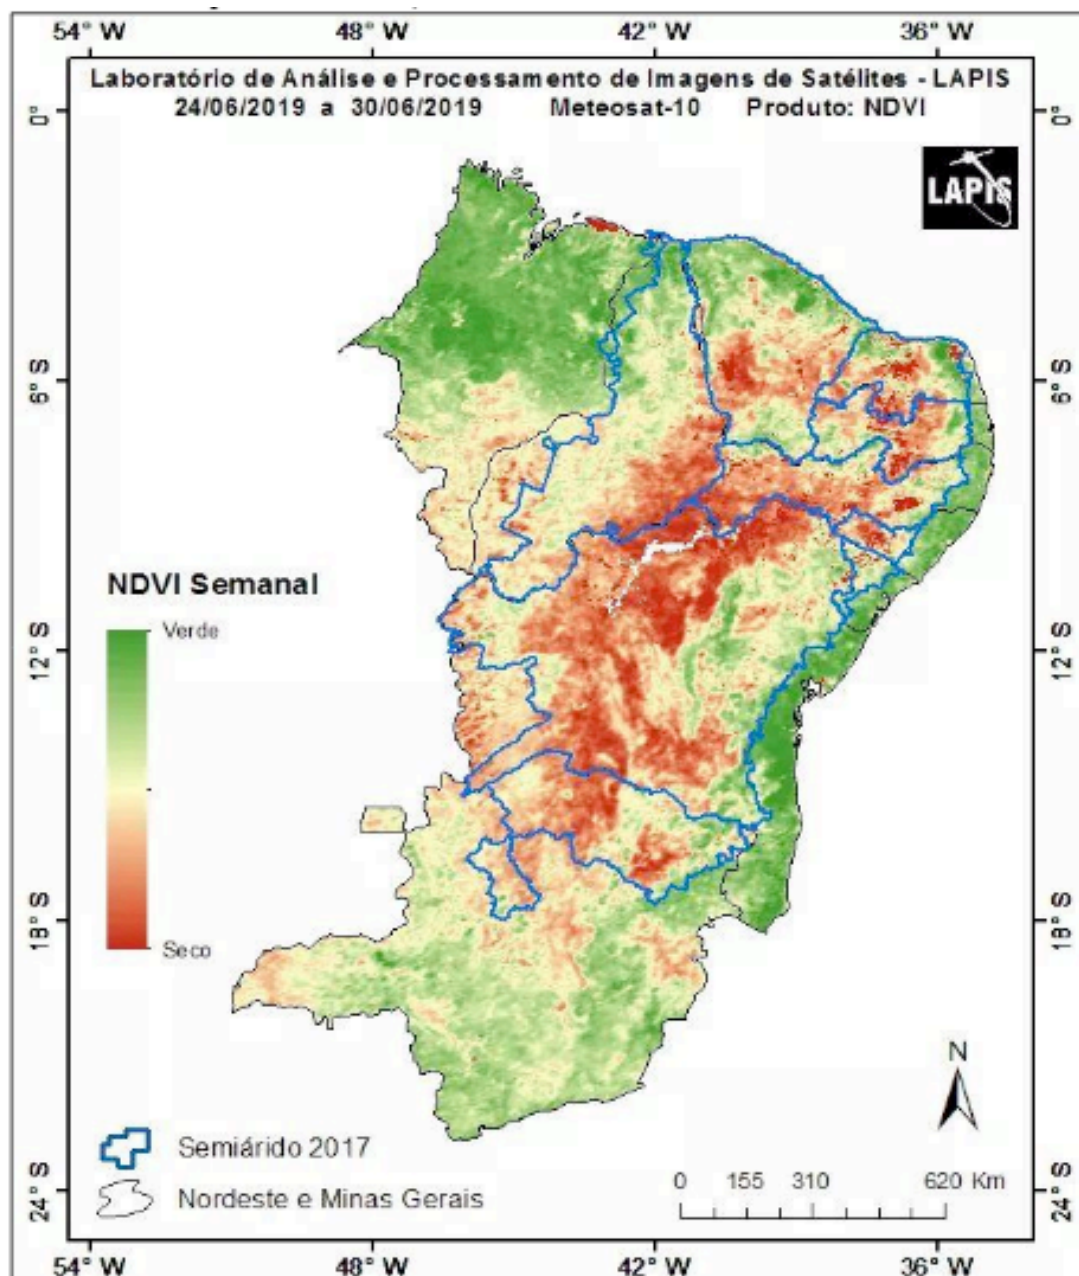 54° W 48° W 42° W 36° W
Laboratório de Análise e Processamento de Imagens de Satélites - LAPIS
24/06/2019 a 30/06/2019 Meteosat-10 Produto: NDVI
0° 0°
LAPIS
6°S 6°S
NDVI Semanal
Verde
12°S 12°S
18°S 18°S
Seco
N
Semiárido 2017
Nordeste e Minas Gerais
0 155 310 620 Km
24°S 24°S
54° W 48° W 42° W 36° W